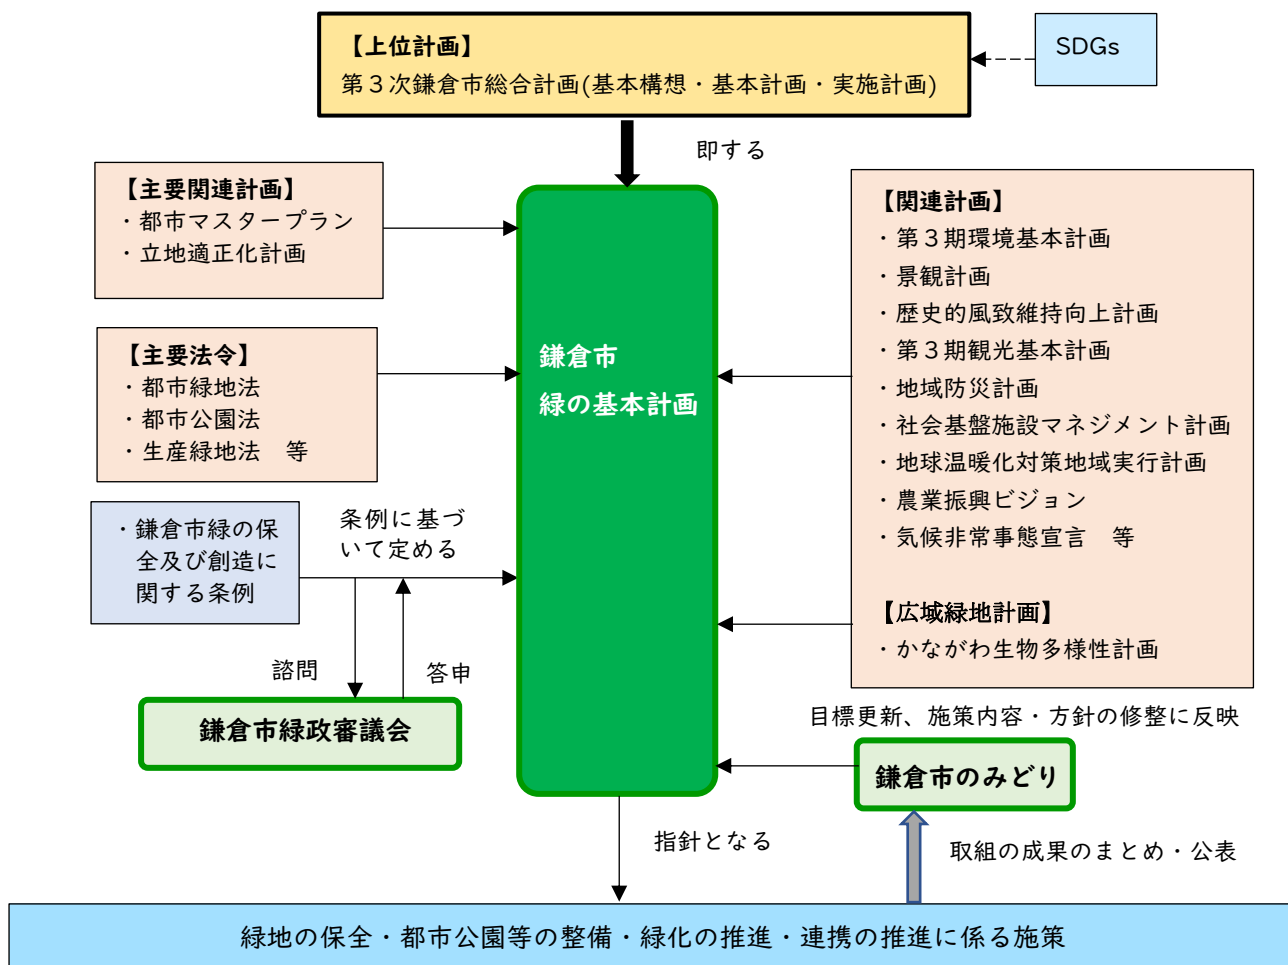 【上位計画】
第３次鎌倉市総合計画(基本構想・基本計画・実施計画)
SDGs
即する
【主要関連計画】
・都市マスタープラン
・立地適正化計画
【主要法令】
・都市緑地法
・都市公園法
・生産緑地法　等
・鎌倉市緑の保
全及び創造に
関する条例
条例に基づ
いて定める
諮問
答申
鎌倉市緑政審議会
鎌倉市
緑の基本計画
【関連計画】
・第３期環境基本計画
・景観計画
・歴史的風致維持向上計画
・第３期観光基本計画
・地域防災計画
・社会基盤施設マネジメント計画
・地球温暖化対策地域実行計画
・農業振興ビジョン
・気候非常事態宣言　等
【広域緑地計画】
・かながわ生物多様性計画
目標更新、施策内容・方針の修整に反映
鎌倉市のみどり
指針となる
取組の成果のまとめ・公表
緑地の保全・都市公園等の整備・緑化の推進・連携の推進に係る施策